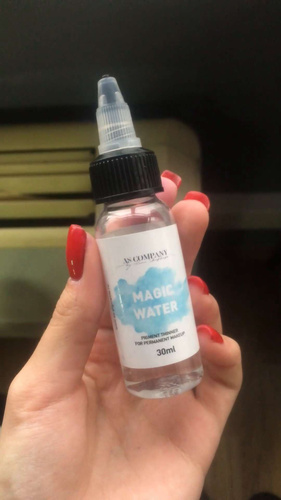 AS COMPANY
MAGIC
WATER
PIGMENT THINNER
FOR PERMANENT MAKEUP
30ml